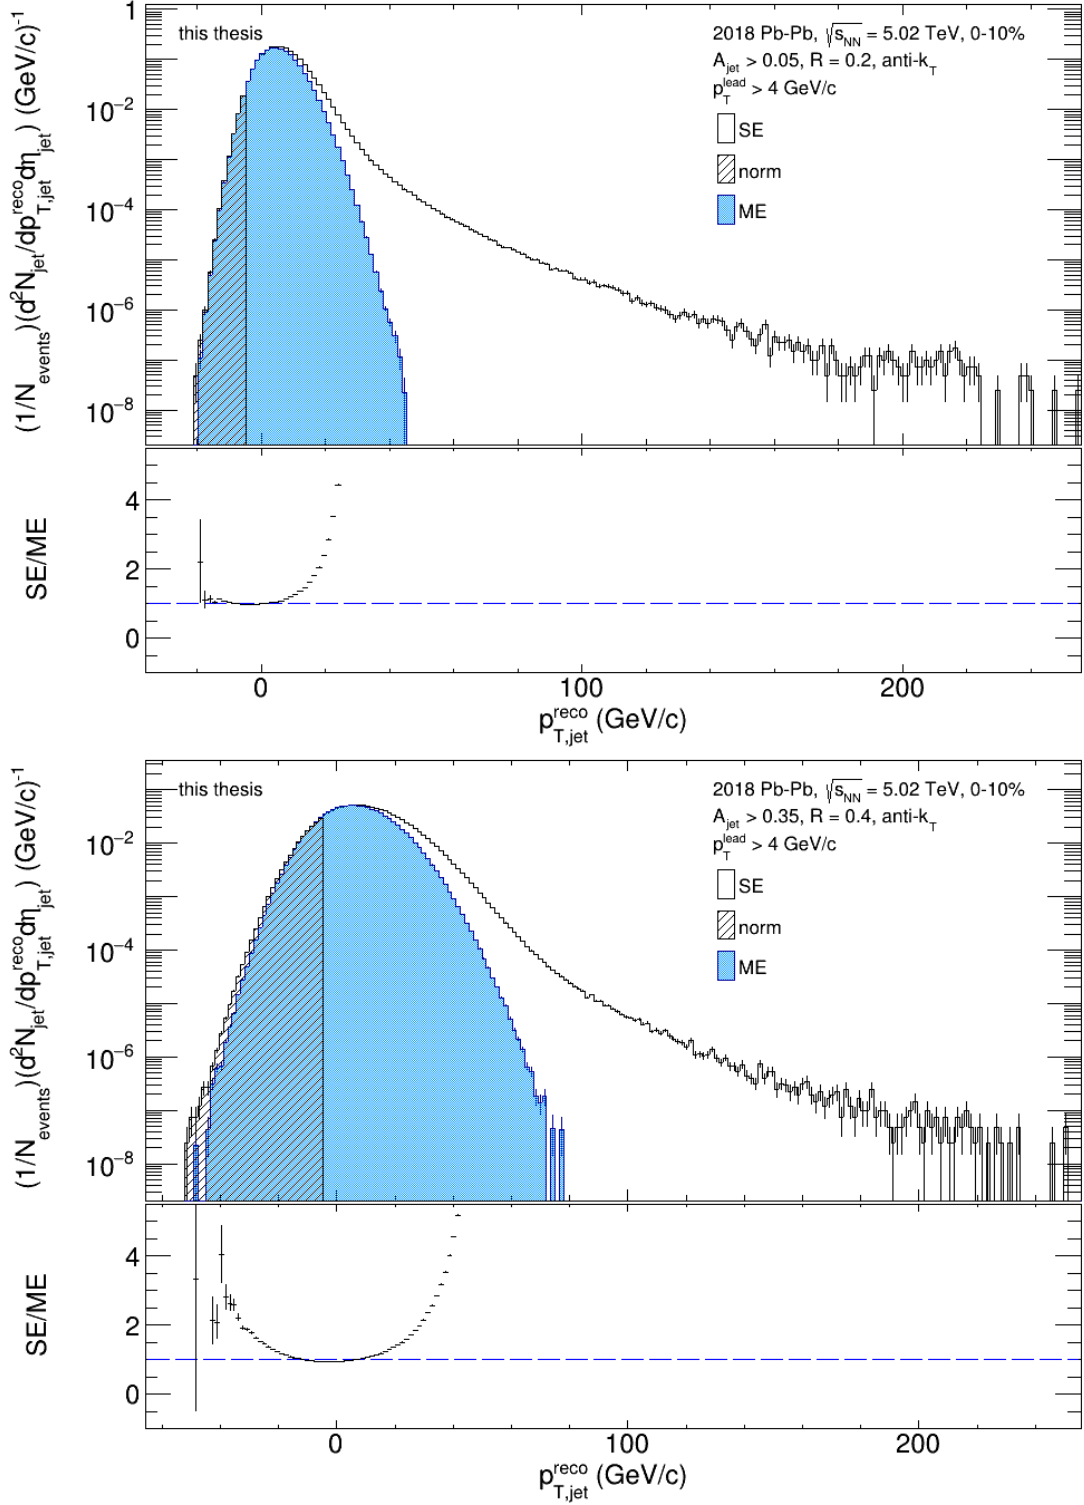 this thesis
2018 Pb-Pb, √s_NN = 5.02 TeV, 0-10%
A_jet > 0.05, R = 0.2, anti-k_T
p_T^lead > 4 GeV/c
SE
norm
ME
(1/N_events)(d²N_jet/dp_T,jet^reco dη_jet) (GeV/c)⁻¹
1
10⁻²
10⁻⁴
10⁻⁶
10⁻⁸
SE/ME
4
2
0
0 100 200
p_T,jet^reco (GeV/c)
this thesis
2018 Pb-Pb, √s_NN = 5.02 TeV, 0-10%
A_jet > 0.35, R = 0.4, anti-k_T
p_T^lead > 4 GeV/c
SE
norm
ME
(1/N_events)(d²N_jet/dp_T,jet^reco dη_jet) (GeV/c)⁻¹
10⁻²
10⁻⁴
10⁻⁶
10⁻⁸
SE/ME
4
2
0
0 100 200
p_T,jet^reco (GeV/c)